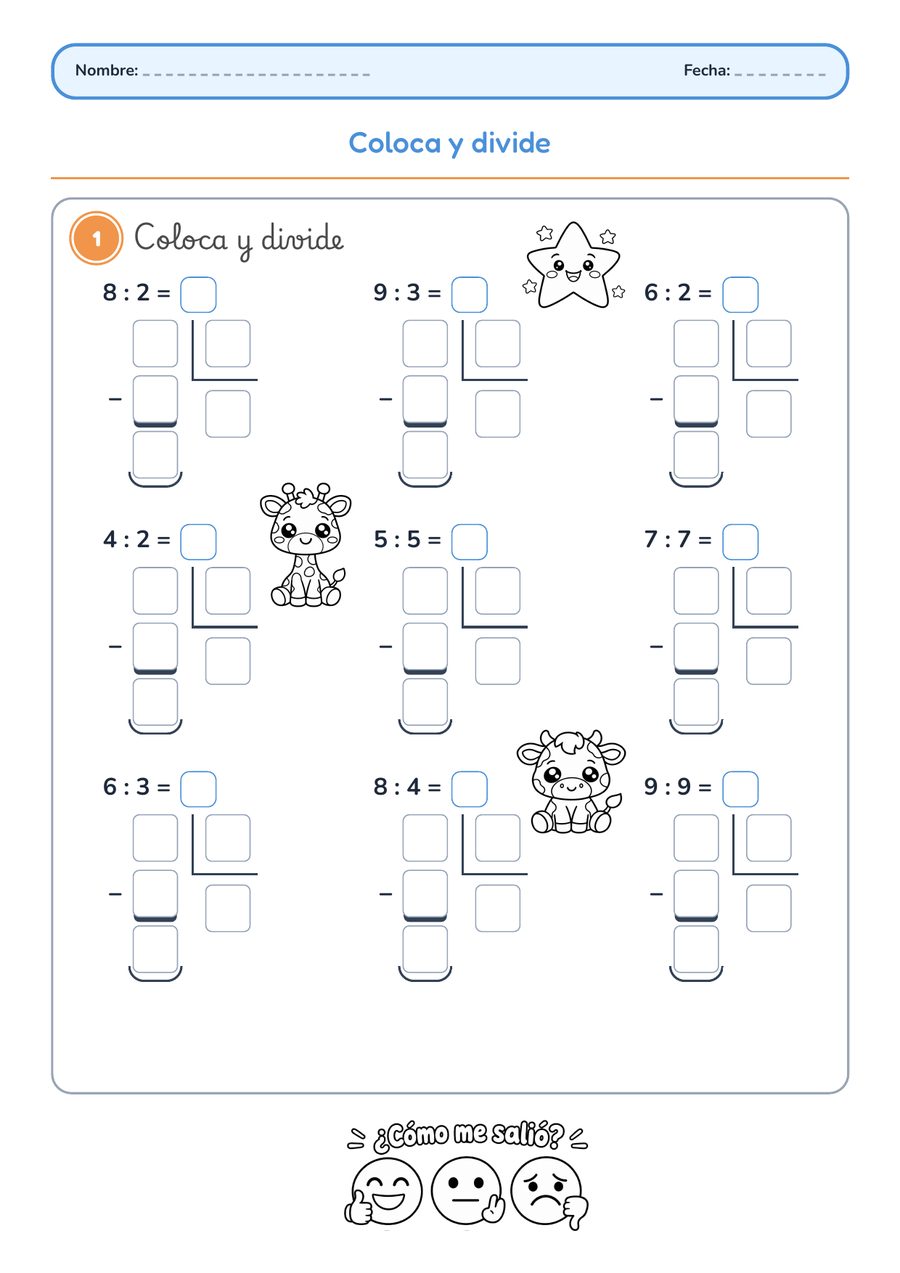 Nombre: Fecha:
Coloca y divide
1 Coloca y divide
8 : 2 = 9 : 3 = 6 : 2 =
− − −
4 : 2 = 5 : 5 = 7 : 7 =
− − −
6 : 3 = 8 : 4 = 9 : 9 =
− − −
¿Cómo me salió?